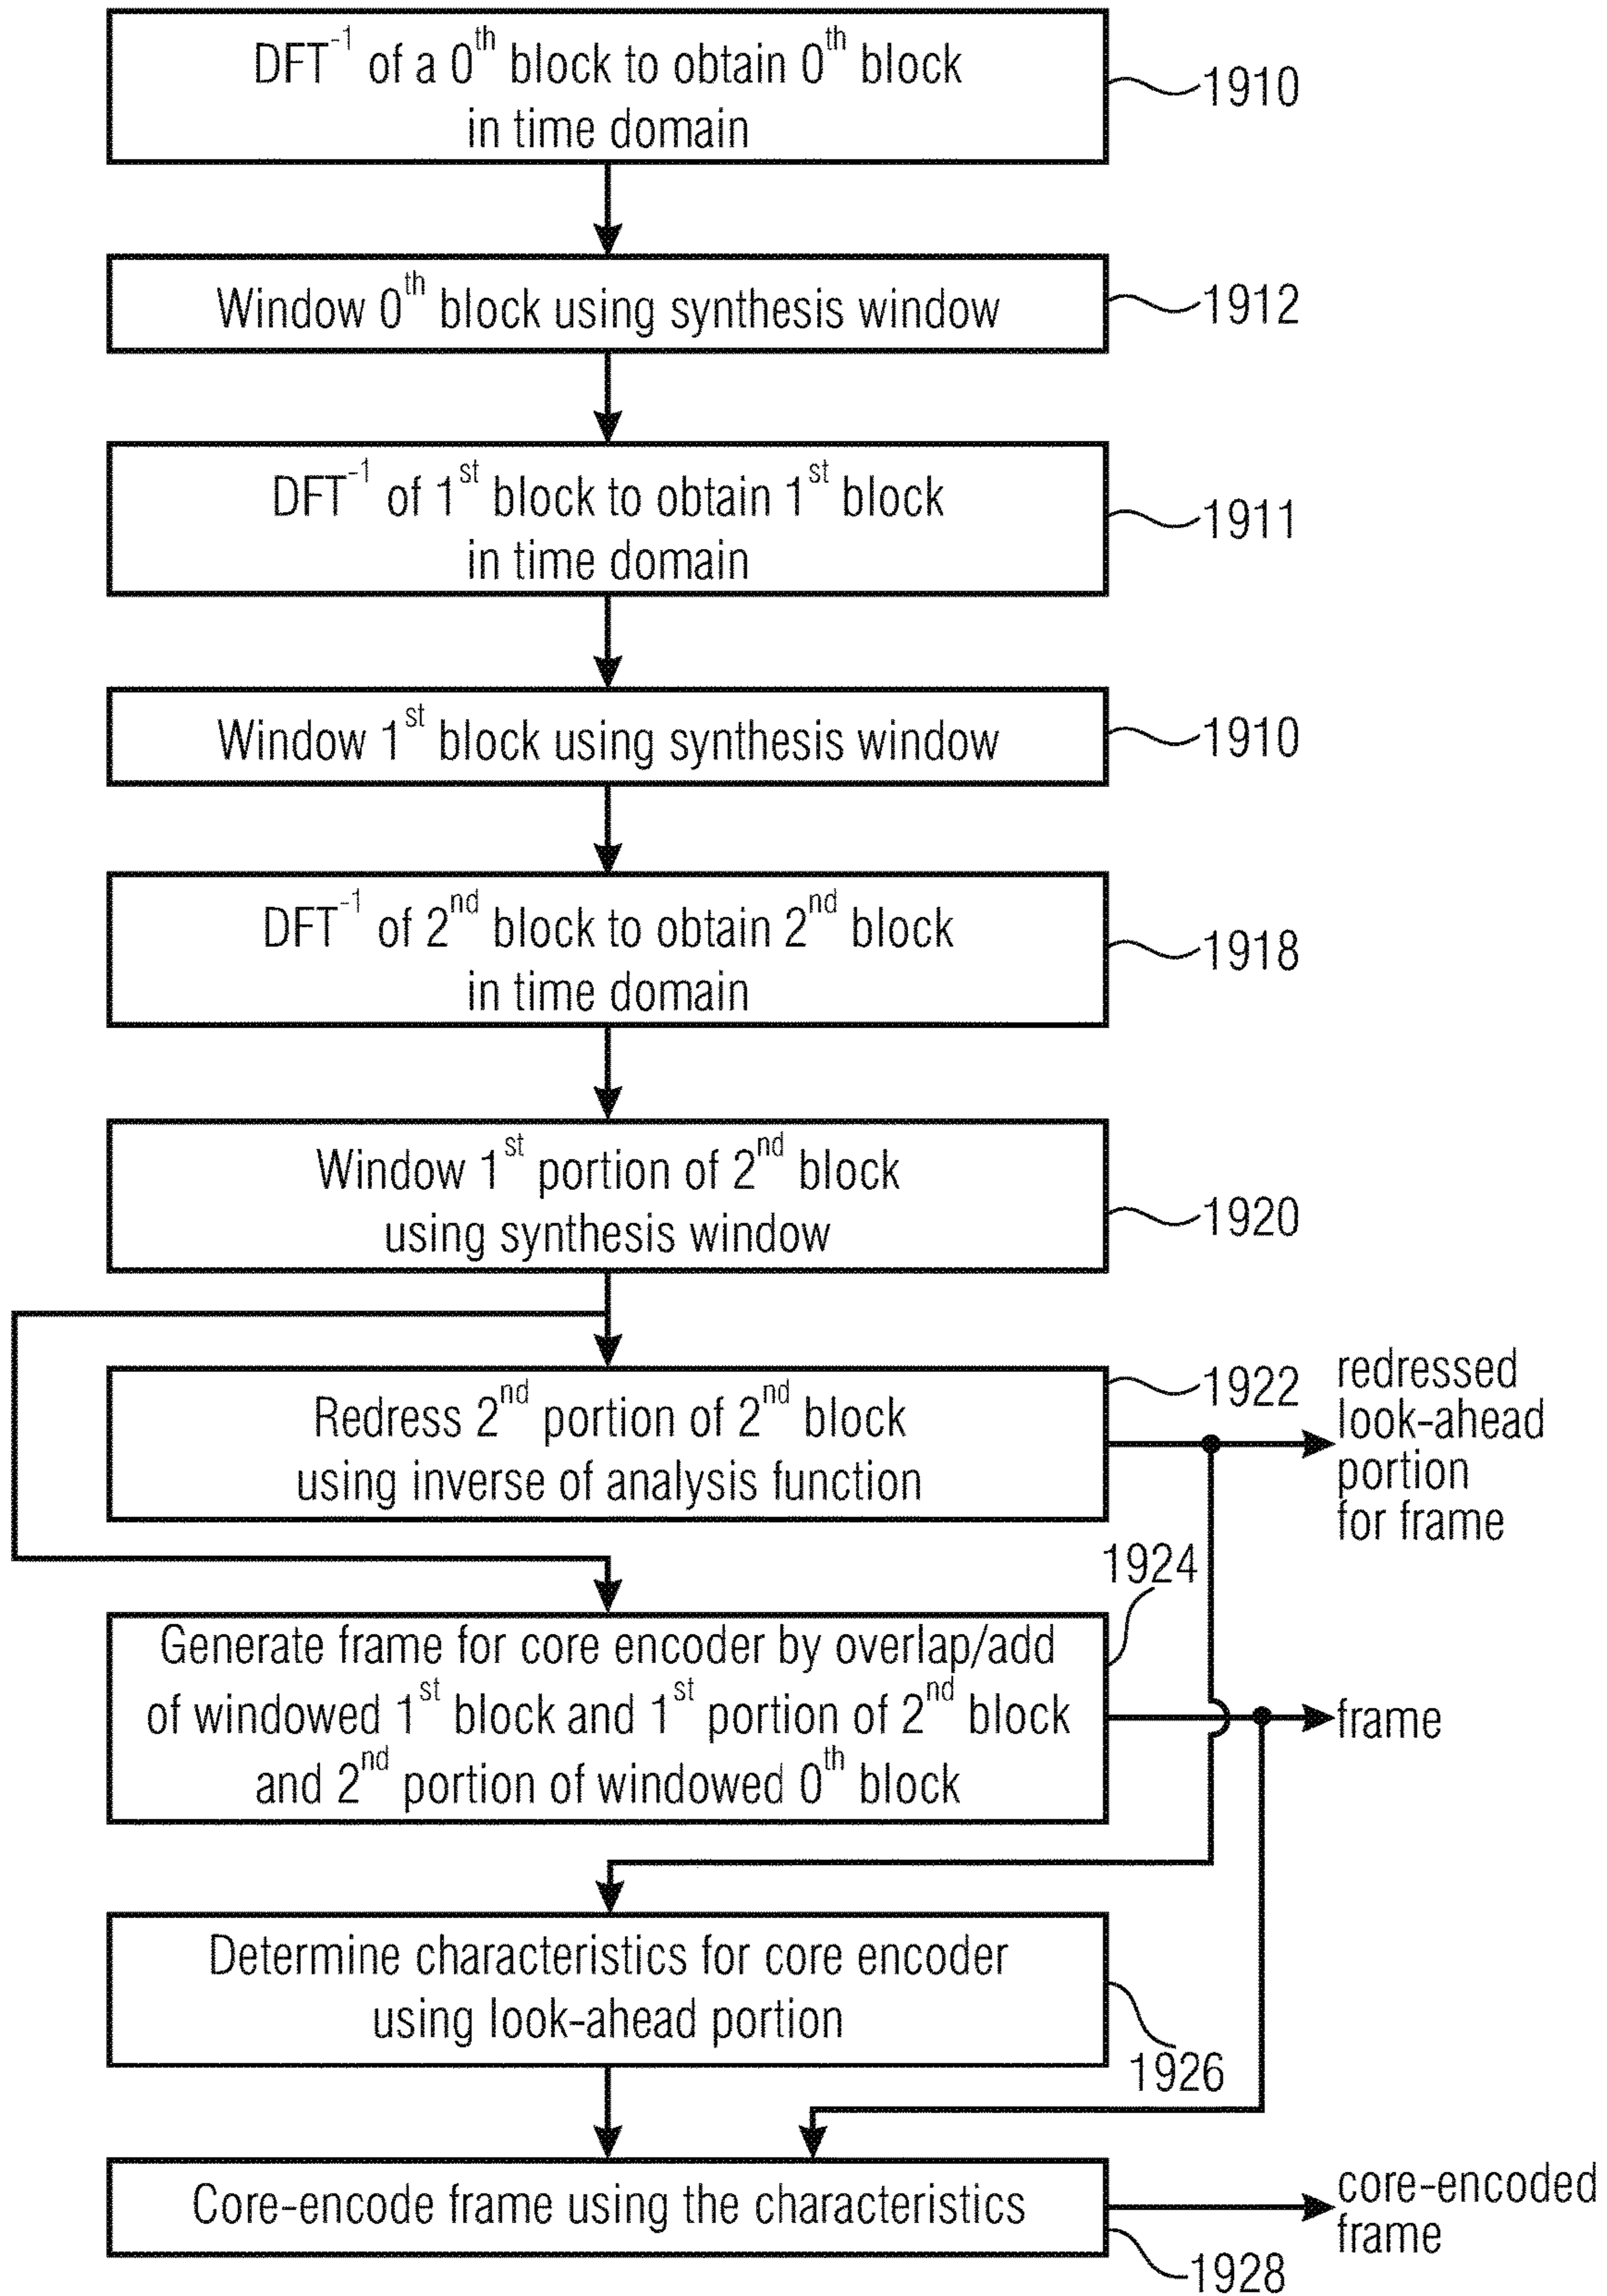 DFT⁻¹ of a 0th block to obtain 0th block
in time domain
1910
Window 0th block using synthesis window
1912
DFT⁻¹ of 1st block to obtain 1st block
in time domain
1911
Window 1st block using synthesis window
1910
DFT⁻¹ of 2nd block to obtain 2nd block
in time domain
1918
Window 1st portion of 2nd block
using synthesis window
1920
Redress 2nd portion of 2nd block
using inverse of analysis function
1922
redressed
look-ahead
portion
for frame
1924
Generate frame for core encoder by overlap/add
of windowed 1st block and 1st portion of 2nd block
and 2nd portion of windowed 0th block
frame
Determine characteristics for core encoder
using look-ahead portion
1926
Core-encode frame using the characteristics
core-encoded
frame
1928